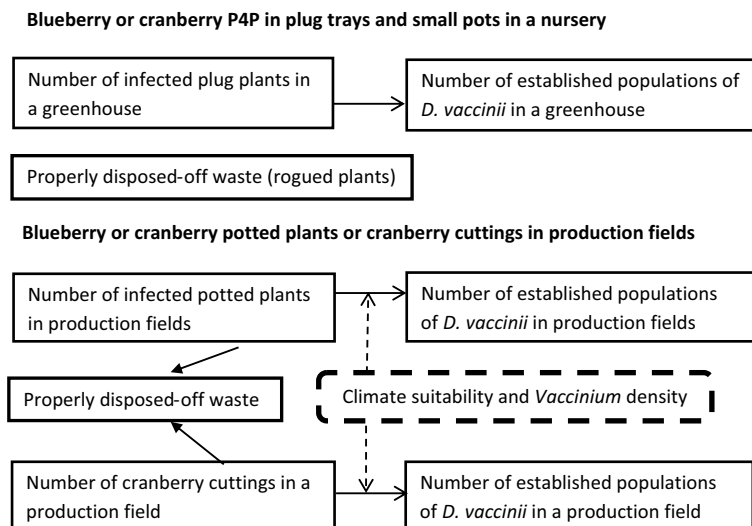 Blueberry or cranberry P4P in plug trays and small pots in a nursery
Number of infected plug plants in
a greenhouse
Number of established populations of
D. vaccinii in a greenhouse
Properly disposed-off waste (rogued plants)
Blueberry or cranberry potted plants or cranberry cuttings in production fields
Number of infected potted plants
in production fields
Number of established populations
of D. vaccinii in production fields
Properly disposed-off waste
Climate suitability and Vaccinium density
Number of cranberry cuttings in a
production field
Number of established populations
of D. vaccinii in a production field